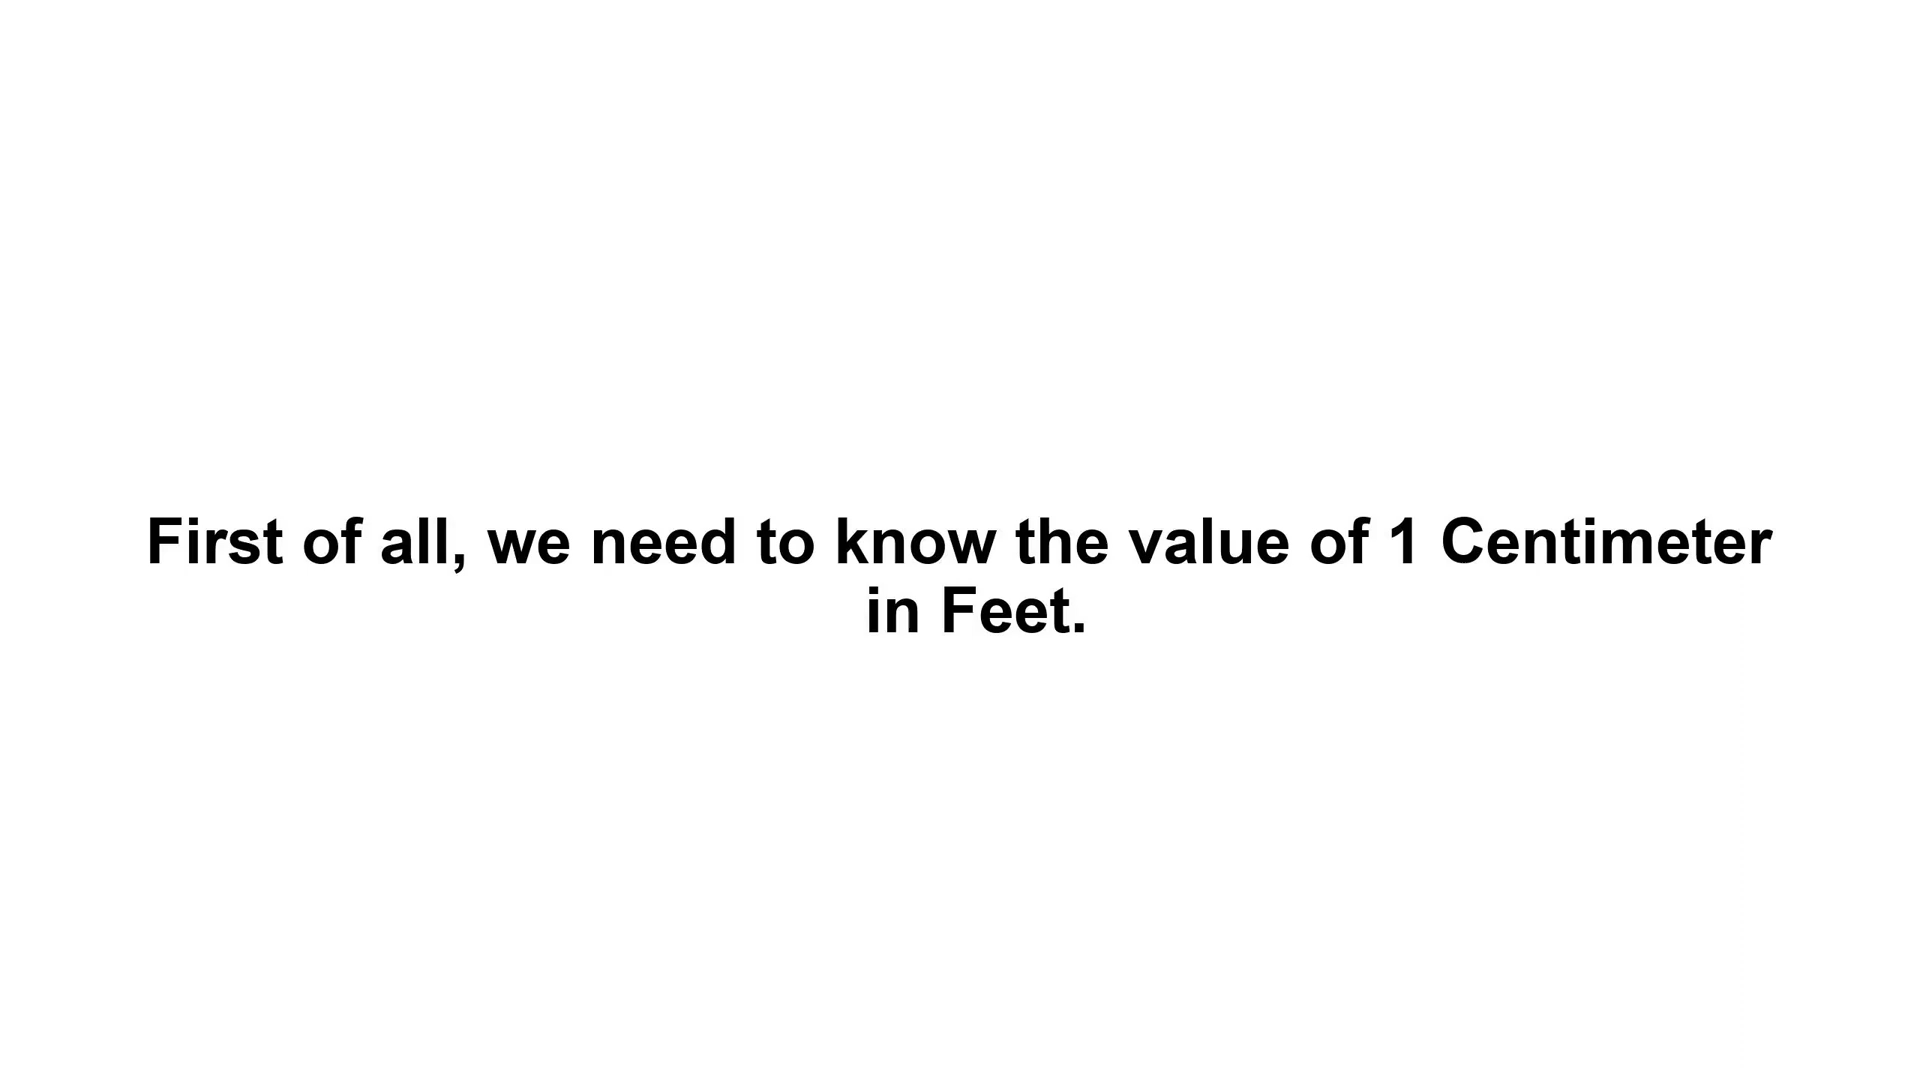 First of all, we need to know the value of 1 Centimeter
in Feet.